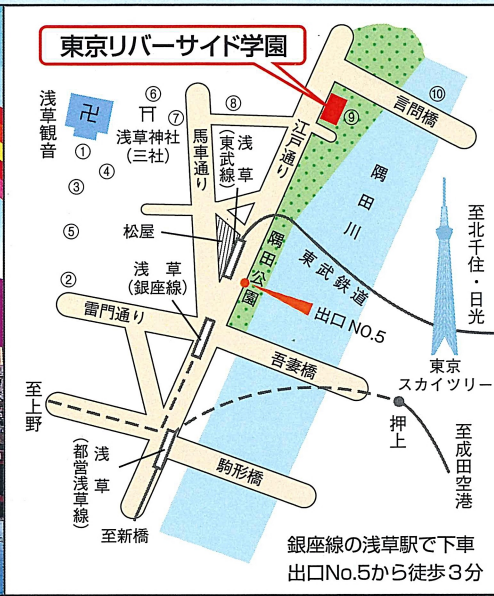 東京リバーサイド学園
浅草観音
卍
①
③
④
⑤
②
⑥
⑦
浅草神社
(三社)
⑧
馬車通り
浅草
(東武線)
江戸通り
⑨
⑩
言問橋
隅田川
至北千住・日光
松屋
隅田公園
東武鉄道
浅草
(銀座線)
雷門通り
出口NO.5
吾妻橋
東京
スカイツリー
至上野
押上
至成田空港
浅草
(都営浅草線)
駒形橋
至新橋
銀座線の浅草駅で下車
出口No.5から徒歩3分